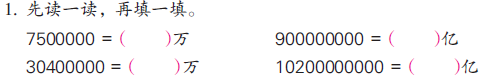 1. 先读一读，再填一填。
7500000 = (　　)万　　900000000 = (　　)亿
30400000 = (　　)万　　10200000000 = (　　)亿